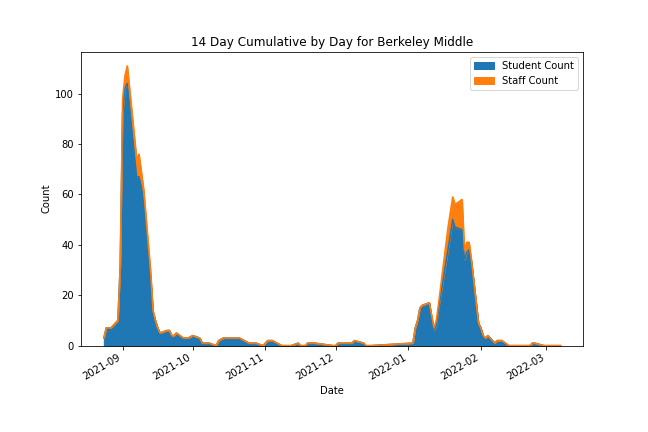 14 Day Cumulative by Day for Berkeley Middle
Student Count
Staff Count
Count
100
80
60
40
20
0
2021-09
2021-10
2021-11
2021-12
2022-01
2022-02
2022-03
Date